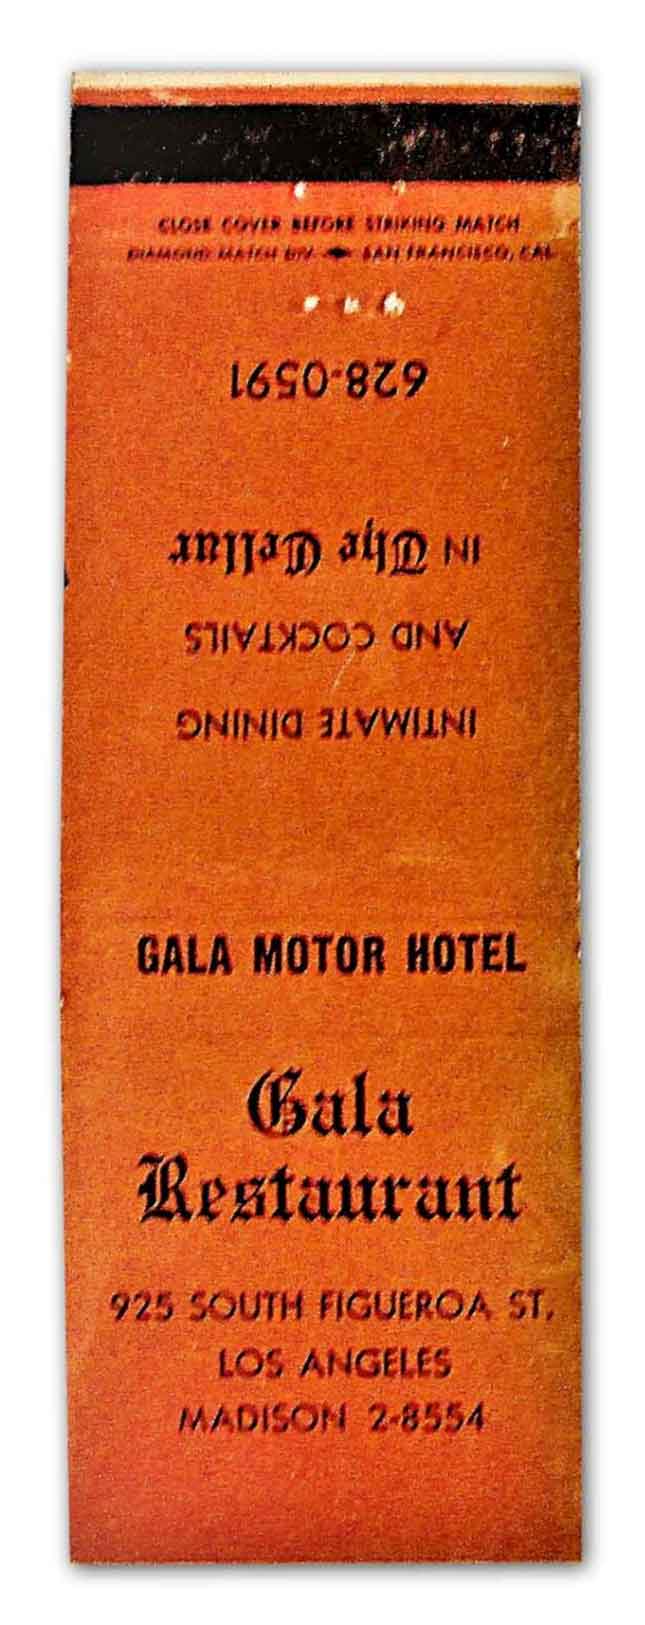 CLOSE COVER BEFORE STRIKING MATCH
DIAMOND MATCH DIV. SAN FRANCISCO, CAL
INTIMATE DINING
AND COCKTAILS
IN The Cellar
628-0591
GALA MOTOR HOTEL
Gala
Restaurant
925 SOUTH FIGUEROA ST.
LOS ANGELES
MADISON 2-8554